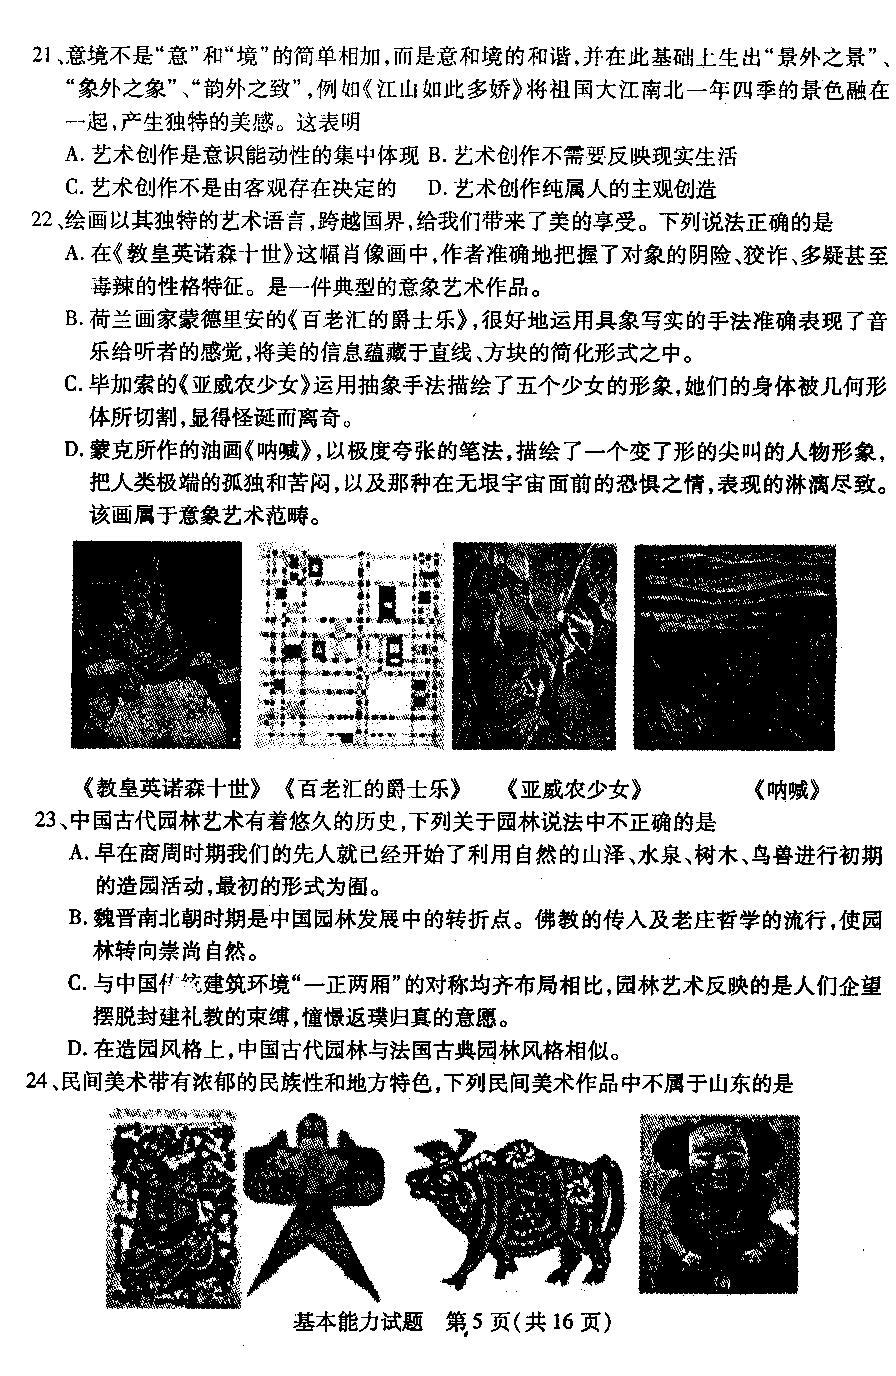 21、意境不是“意”和“境”的简单相加,而是意和境的和谐,并在此基础上生出“景外之景”、
“象外之象”、“韵外之致”,例如《江山如此多娇》将祖国大江南北一年四季的景色融在
一起,产生独特的美感。这表明
A. 艺术创作是意识能动性的集中体现 B. 艺术创作不需要反映现实生活
C. 艺术创作不是由客观存在决定的 D. 艺术创作纯属人的主观创造
22、绘画以其独特的艺术语言,跨越国界,给我们带来了美的享受。下列说法正确的是
A. 在《教皇英诺森十世》这幅肖像画中,作者准确地把握了对象的阴险、狡诈、多疑甚至
毒辣的性格特征。是一件典型的意象艺术作品。
B. 荷兰画家蒙德里安的《百老汇的爵士乐》,很好地运用具象写实的手法准确表现了音
乐给听者的感觉,将美的信息蕴藏于直线、方块的简化形式之中。
C. 毕加索的《亚威农少女》运用抽象手法描绘了五个少女的形象,她们的身体被几何形
体所切割,显得怪诞而离奇。
D. 蒙克所作的油画《呐喊》,以极度夸张的笔法,描绘了一个变了形的尖叫的人物形象,
把人类极端的孤独和苦闷,以及那种在无垠宇宙面前的恐惧之情,表现的淋漓尽致。
该画属于意象艺术范畴。
《教皇英诺森十世》 《百老汇的爵士乐》 《亚威农少女》 《呐喊》
23、中国古代园林艺术有着悠久的历史,下列关于园林说法中不正确的是
A. 早在商周时期我们的先人就已经开始了利用自然的山泽、水泉、树木、鸟兽进行初期
的造园活动,最初的形式为囿。
B. 魏晋南北朝时期是中国园林发展中的转折点。佛教的传入及老庄哲学的流行,使园
林转向崇尚自然。
C. 与中国传统建筑环境“一正两厢”的对称均齐布局相比,园林艺术反映的是人们企望
摆脱封建礼教的束缚,憧憬返璞归真的意愿。
D. 在造园风格上,中国古代园林与法国古典园林风格相似。
24、民间美术带有浓郁的民族性和地方特色,下列民间美术作品中不属于山东的是
基本能力试题 第5页(共16页)